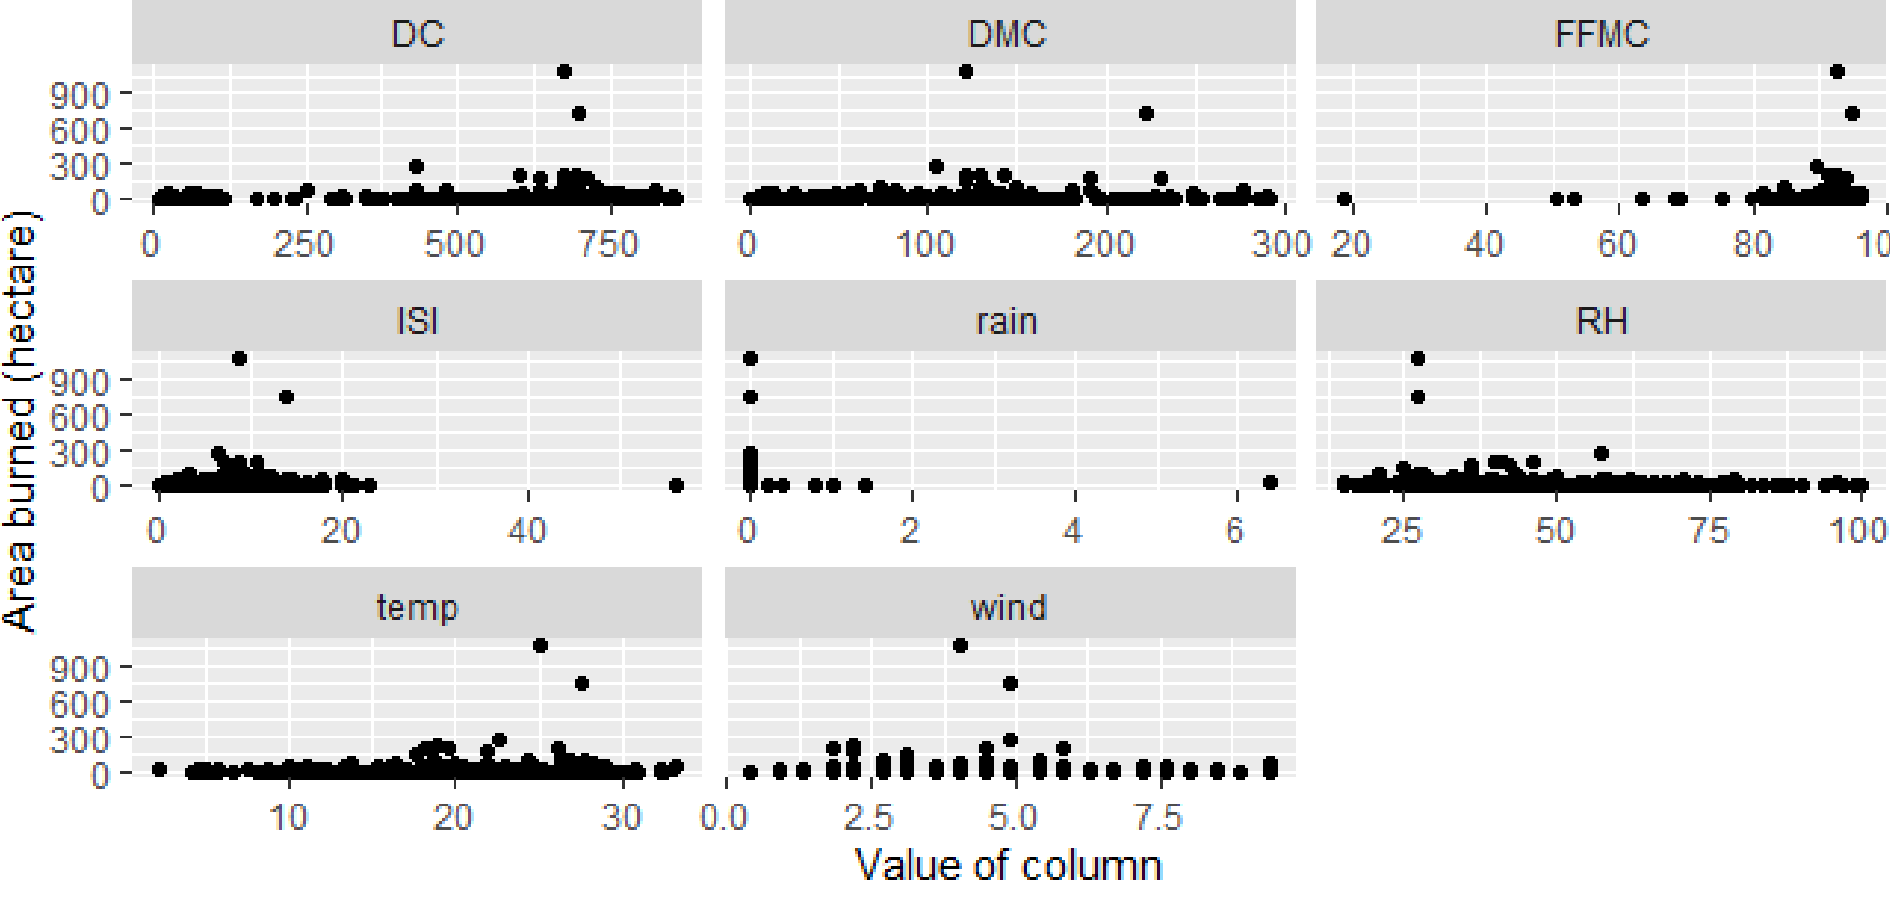 DC DMC FFMC
900
600
300
0
0 250 500 750 0 100 200 300 20 40 60 80 10
ISI rain RH
900
600
300
0
0 20 40 0 2 4 6 25 50 75 100
temp wind
900
600
300
0
10 20 30 0.0 2.5 5.0 7.5
Area burned (hectare)
Value of column